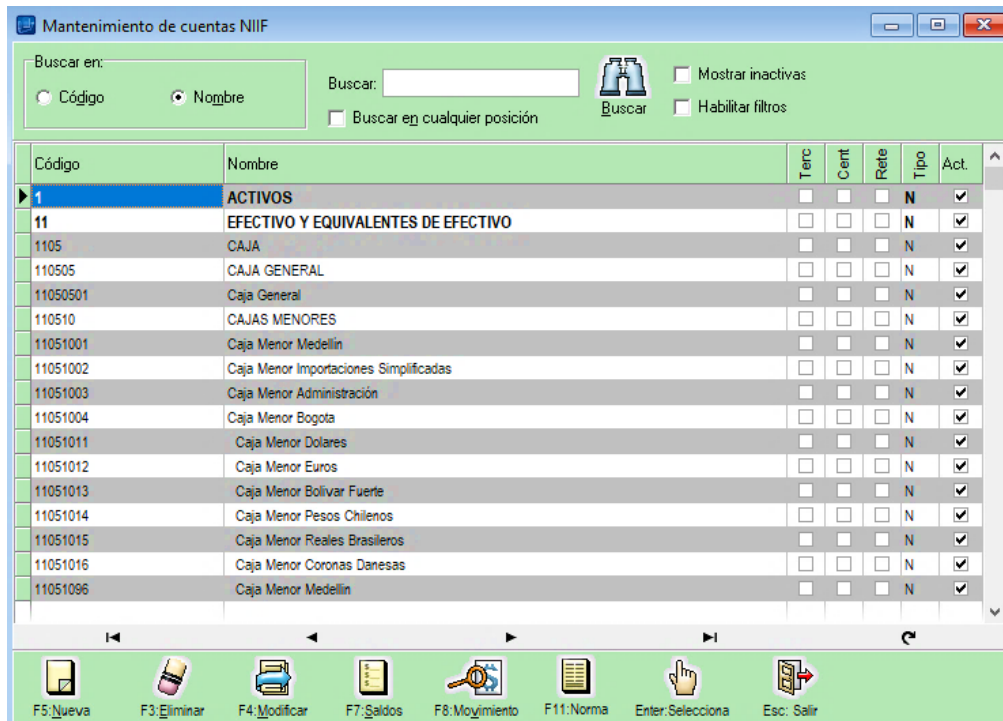 Mantenimiento de cuentas NIIF
Buscar en:
Código
Nombre
Buscar:
Buscar en cualquier posición
Buscar
Mostrar inactivas
Habilitar filtros
Código Nombre Terc Cent Rete Tipo Act.
1 ACTIVOS N
11 EFECTIVO Y EQUIVALENTES DE EFECTIVO N
1105 CAJA N
110505 CAJA GENERAL N
11050501 Caja General N
110510 CAJAS MENORES N
11051001 Caja Menor Medellín N
11051002 Caja Menor Importaciones Simplificadas N
11051003 Caja Menor Administración N
11051004 Caja Menor Bogota N
11051011 Caja Menor Dolares N
11051012 Caja Menor Euros N
11051013 Caja Menor Bolivar Fuerte N
11051014 Caja Menor Pesos Chilenos N
11051015 Caja Menor Reales Brasileros N
11051016 Caja Menor Coronas Danesas N
11051096 Caja Menor Medellin N
F5:Nueva F3:Eliminar F4:Modificar F7:Saldos F8:Movimiento F11:Norma Enter:Selecciona Esc: Salir